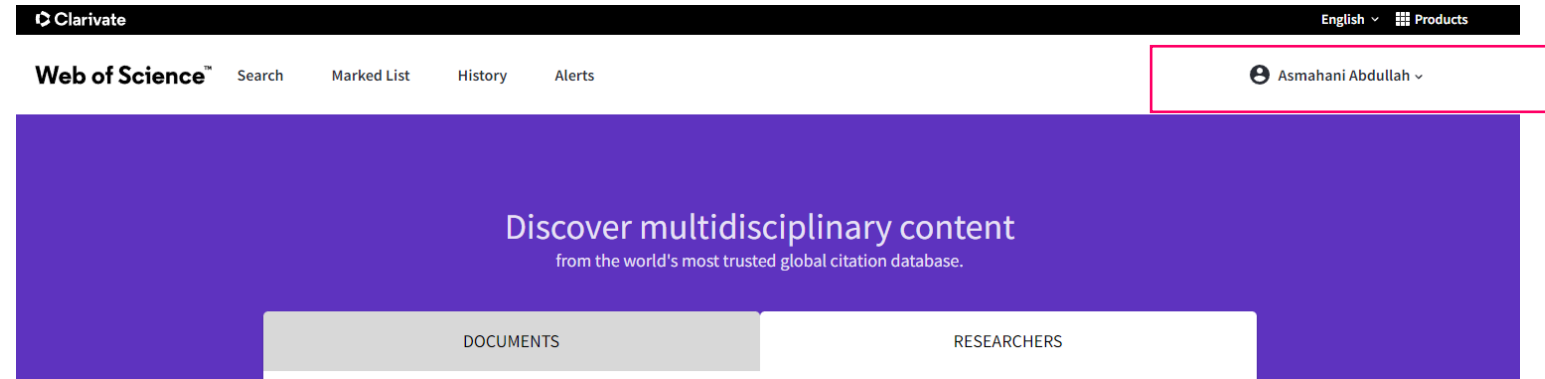 Clarivate English Products
Web of Science™ Search Marked List History Alerts Asmahani Abdullah
Discover multidisciplinary content
from the world's most trusted global citation database.
DOCUMENTS RESEARCHERS